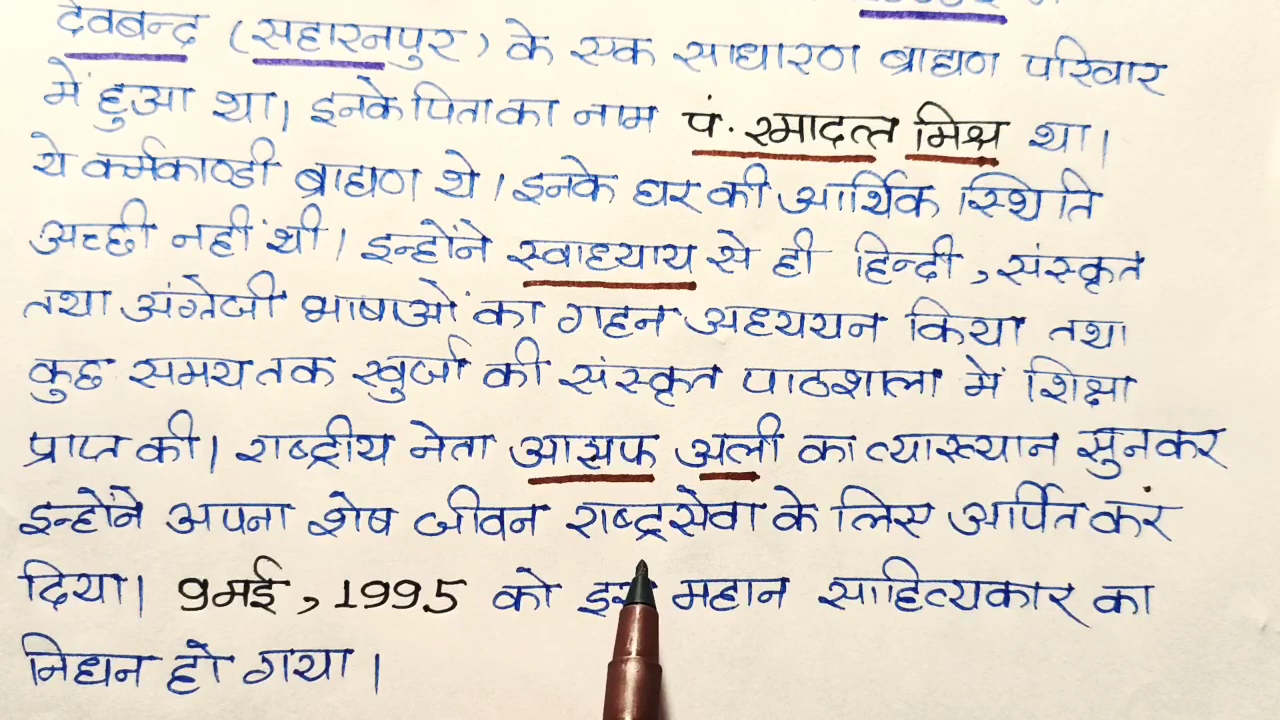 देवबन्द (सहारनपुर) के एक साधारण ब्राह्मण परिवार
में हुआ था। इनके पिता का नाम पं. रमादत्त मिश्र था।
ये कर्मकाण्डी ब्राह्मण थे। इनके घर की आर्थिक स्थिति
अच्छी नहीं थी। इन्होंने स्वाध्याय से ही हिन्दी, संस्कृत
तथा अंग्रेजी भाषाओं का गहन अध्ययन किया तथा
कुछ समय तक खुर्जा की संस्कृत पाठशाला में शिक्षा
प्राप्त की। राष्ट्रीय नेता आसफ अली का व्याख्यान सुनकर
इन्होंने अपना शेष जीवन राष्ट्रसेवा के लिए अर्पित कर
दिया। 9 मई, 1995 को इस महान साहित्यकार का
निधन हो गया।